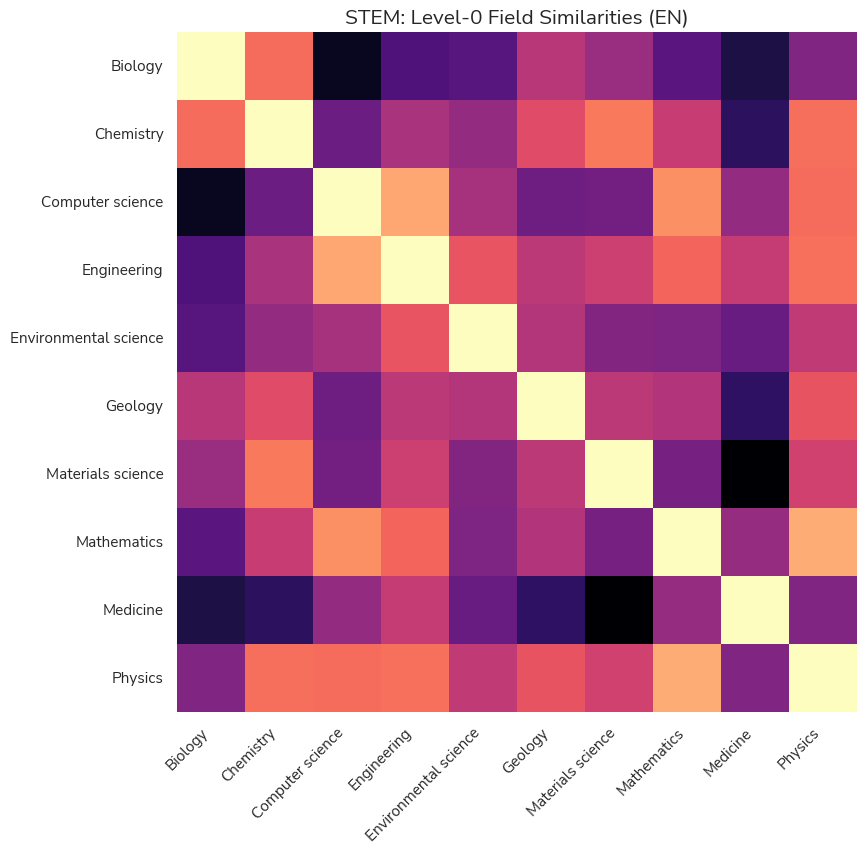 STEM: Level-0 Field Similarities (EN)
Biology
Chemistry
Computer science
Engineering
Environmental science
Geology
Materials science
Mathematics
Medicine
Physics
Biology
Chemistry
Computer science
Engineering
Environmental science
Geology
Materials science
Mathematics
Medicine
Physics